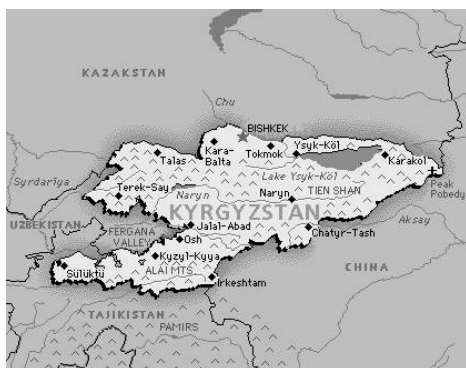 KAZAKSTAN
Chu
BISHKEK
Kara-
Balta
Tokmok
Ysyk-Köl
Talas
Karakol
Lake Ysyk-Köl
Syrdarïya
Terek-Say
Naryn
Naryn
TIEN SHAN
Peak
Pobedy
KYRGYZSTAN
UZBEKISTAN
FERGANA
VALLEY
Jalal-Abad
Osh
Chatyr-Tash
Aksay
Kyzyl-Kyya
ALAI MTS.
Sülüktü
Irkeshtam
CHINA
TAJIKISTAN
PAMIRS